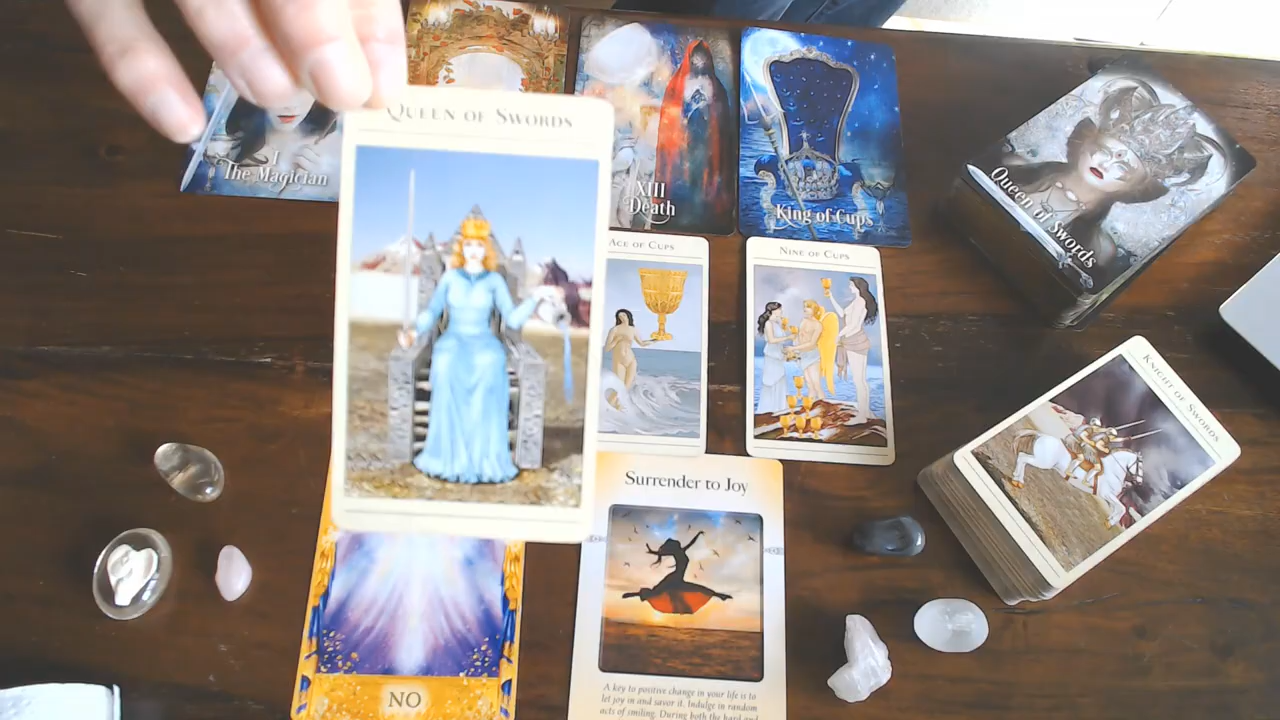 QUEEN OF SWORDS
I
The Magician
XIII
Death
King of Cups
Queen of Swords
ACE OF CUPS
NINE OF CUPS
KNIGHT OF SWORDS
Surrender to Joy
NO
A key to positive change in your life is to
let joy in and savor it. Indulge in random
acts of smiling. During both the hard and